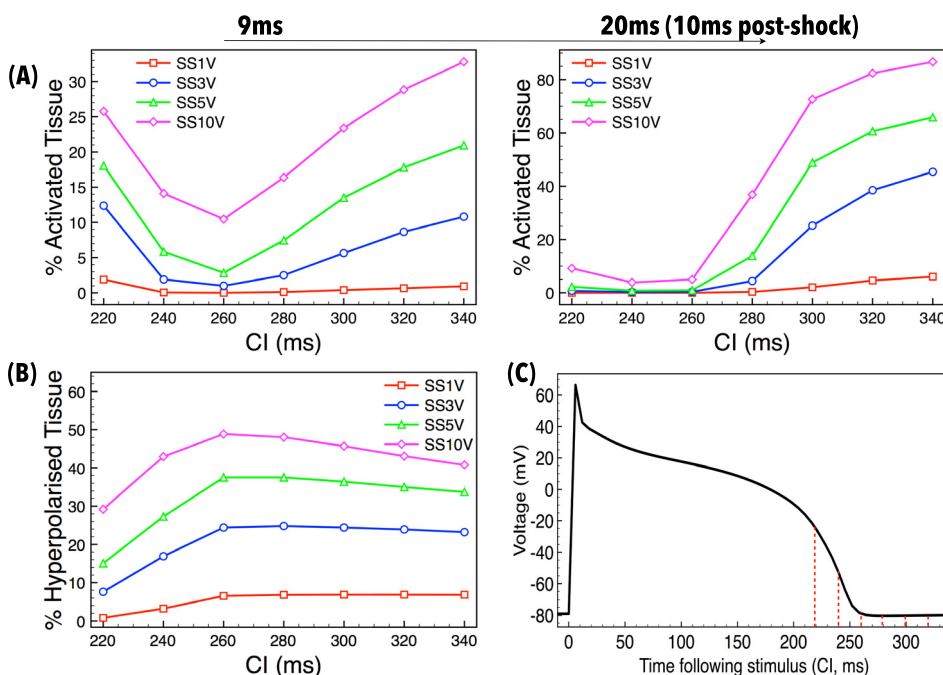 9ms
20ms (10ms post-shock)
(A)
% Activated Tissue
30
25
20
15
10
5
0
SS1V
SS3V
SS5V
SS10V
220 240 260 280 300 320 340
CI (ms)
% Activated Tissue
80
60
40
20
0
SS1V
SS3V
SS5V
SS10V
220 240 260 280 300 320 340
CI (ms)
(B)
% Hyperpolarised Tissue
60
50
40
30
20
10
0
SS1V
SS3V
SS5V
SS10V
220 240 260 280 300 320 340
CI (ms)
(C)
Voltage (mV)
60
40
20
0
-20
-40
-60
-80
0 50 100 150 200 250 300
Time following stimulus (CI, ms)